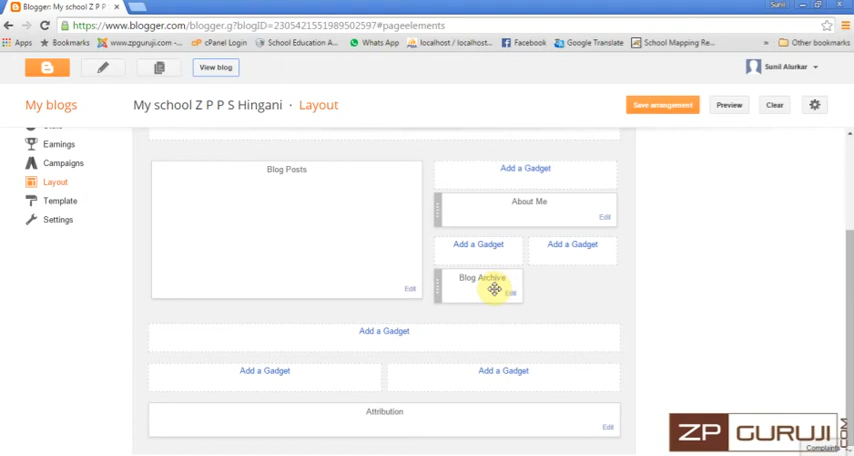 Blogger: My school Z P P S
Sunil
https://www.blogger.com/blogger.g?blogID=2305421551989502597#pageelements
Apps Bookmarks www.zpguruji.com -... cPanel Login School Education A... Whats App localhost / localhost... Facebook Google Translate School Mapping Re... » Other bookmarks
View blog
Sunil Alurkar
My blogs
My school Z P P S Hingani · Layout
Save arrangement Preview Clear
Earnings
Campaigns
Layout
Template
Settings
Blog Posts
Edit
Add a Gadget
About Me
Edit
Add a Gadget Add a Gadget
Blog Archive
Edit
Add a Gadget
Add a Gadget Add a Gadget
Attribution
Edit
ZP GURUJI.COM